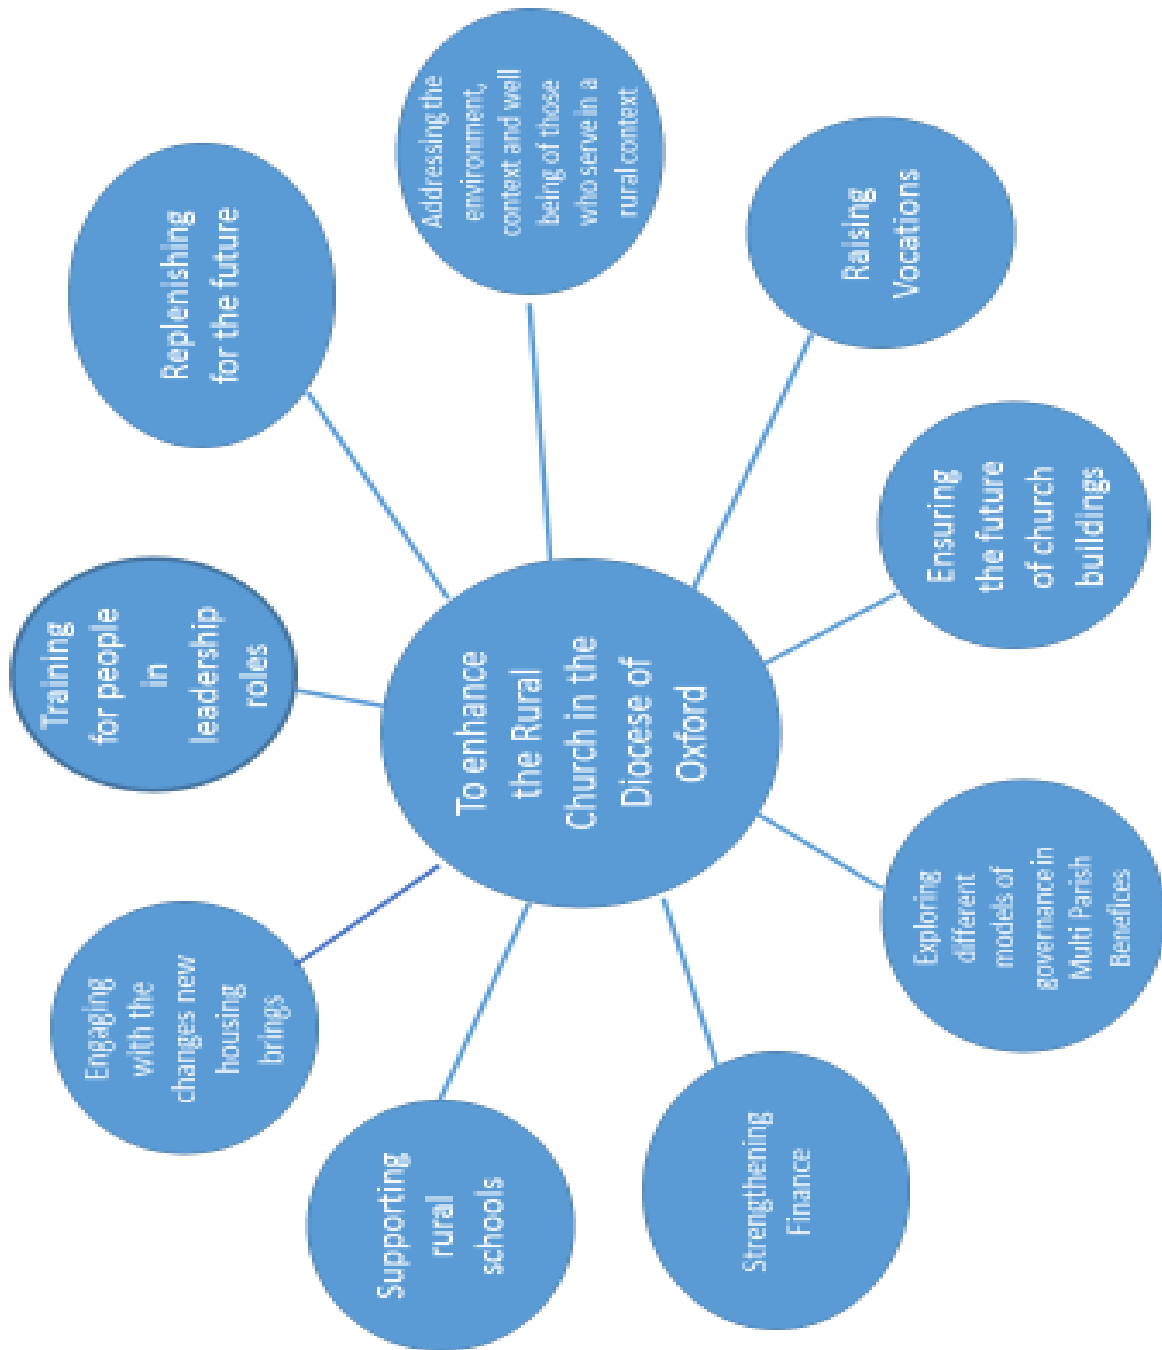 Training
for people
in
leadership
roles
Replenishing
for the future
Addressing the
environment,
context and well
being of those
who serve in a
rural context
Raising
Vocations
Ensuring
the future
of church
buildings
Exploring
different
models of
governance in
Multi Parish
Benefices
Strengthening
Finance
Supporting
rural
schools
Engaging
with the
changes new
housing
brings
To enhance
the Rural
Church in the
Diocese of
Oxford